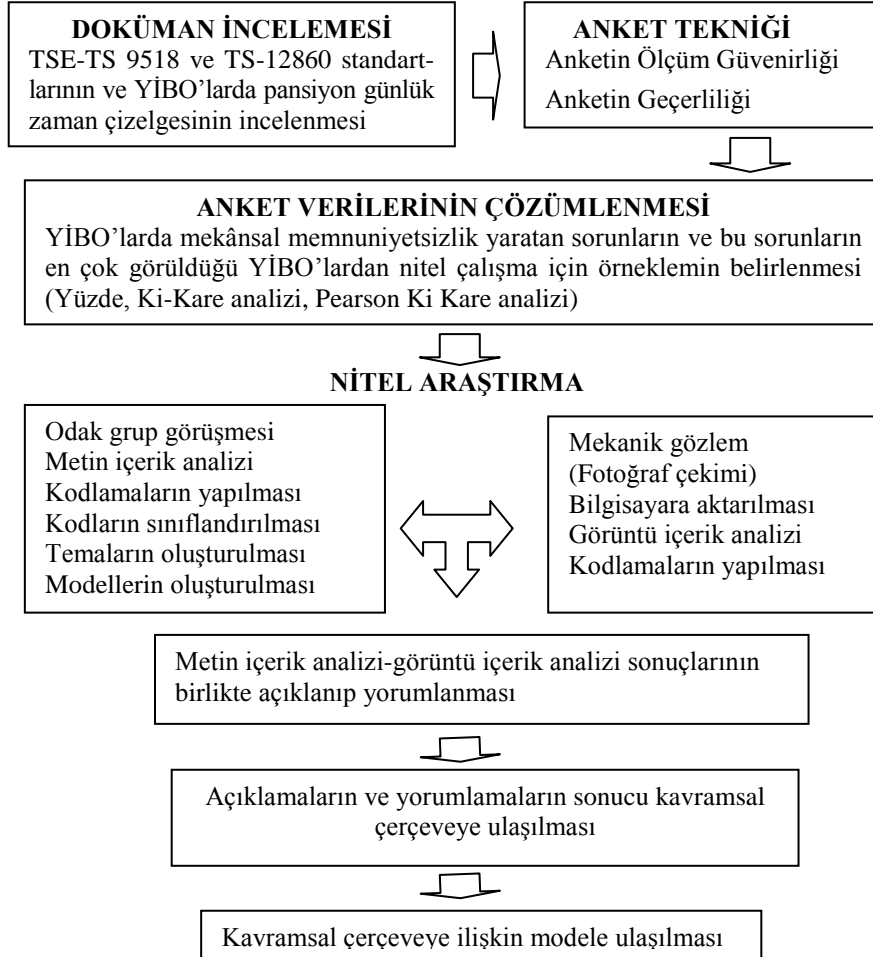 DOKÜMAN İNCELEMESİ
TSE-TS 9518 ve TS-12860 standart-
larının ve YİBO’larda pansiyon günlük
zaman çizelgesinin incelenmesi
ANKET TEKNİĞİ
Anketin Ölçüm Güvenirliği
Anketin Geçerliliği
ANKET VERİLERİNİN ÇÖZÜMLENMESİ
YİBO’larda mekânsal memnuniyetsizlik yaratan sorunların ve bu sorunların
en çok görüldüğü YİBO’lardan nitel çalışma için örneklemin belirlenmesi
(Yüzde, Ki-Kare analizi, Pearson Ki Kare analizi)
NİTEL ARAŞTIRMA
Odak grup görüşmesi
Metin içerik analizi
Kodlamaların yapılması
Kodların sınıflandırılması
Temaların oluşturulması
Modellerin oluşturulması
Mekanik gözlem
(Fotoğraf çekimi)
Bilgisayara aktarılması
Görüntü içerik analizi
Kodlamaların yapılması
Metin içerik analizi-görüntü içerik analizi sonuçlarının
birlikte açıklanıp yorumlanması
Açıklamaların ve yorumlamaların sonucu kavramsal
çerçeveye ulaşılması
Kavramsal çerçeveye ilişkin modele ulaşılması